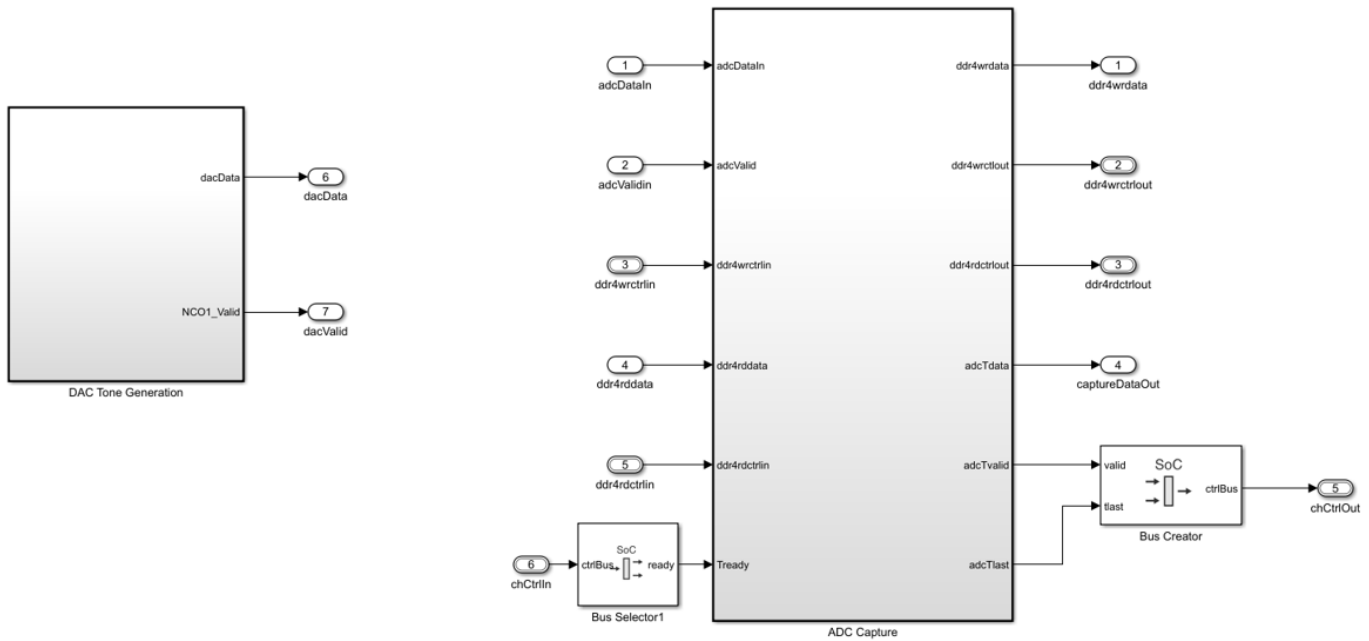 dacData
6
dacData
NCO1_Valid
7
dacValid
DAC Tone Generation
1
adcDataIn
2
adcValidin
3
ddr4wrctrlin
4
ddr4rddata
5
ddr4rdctrlin
6
chCtrlIn
SoC
ctrlBus
ready
Bus Selector1
adcDataIn
adcValid
ddr4wrctrlin
ddr4rddata
ddr4rdctrlin
Tready
ddr4wrdata
ddr4wrctlout
ddr4rdctrlout
adcTdata
adcTvalid
adcTlast
ADC Capture
1
ddr4wrdata
2
ddr4wrctrlout
3
ddr4rdctrlout
4
captureDataOut
valid
SoC
tlast
ctrlBus
Bus Creator
5
chCtrlOut